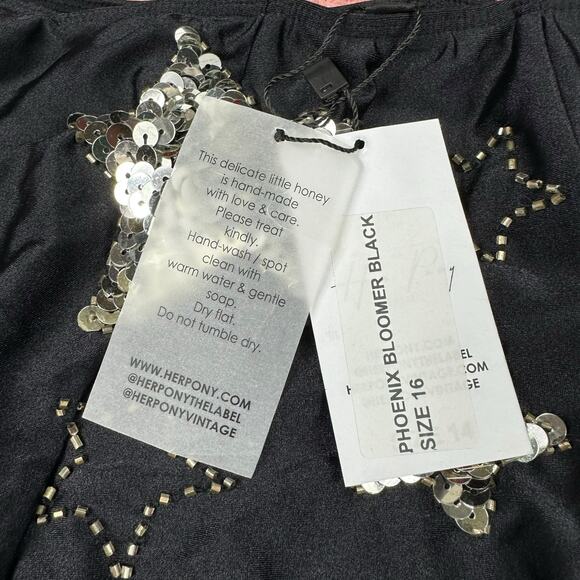 This delicate little honey
is hand-made
with love & care.
Please treat
kindly.
Hand-wash / spot
clean with
warm water & gentle
soap.
Dry flat.
Do not tumble dry.
WWW.HERPONY.COM
@HERPONYTHELABEL
@HERPONYVINTAGE
PHOENIX BLOOMER BLACK
SIZE 16
14